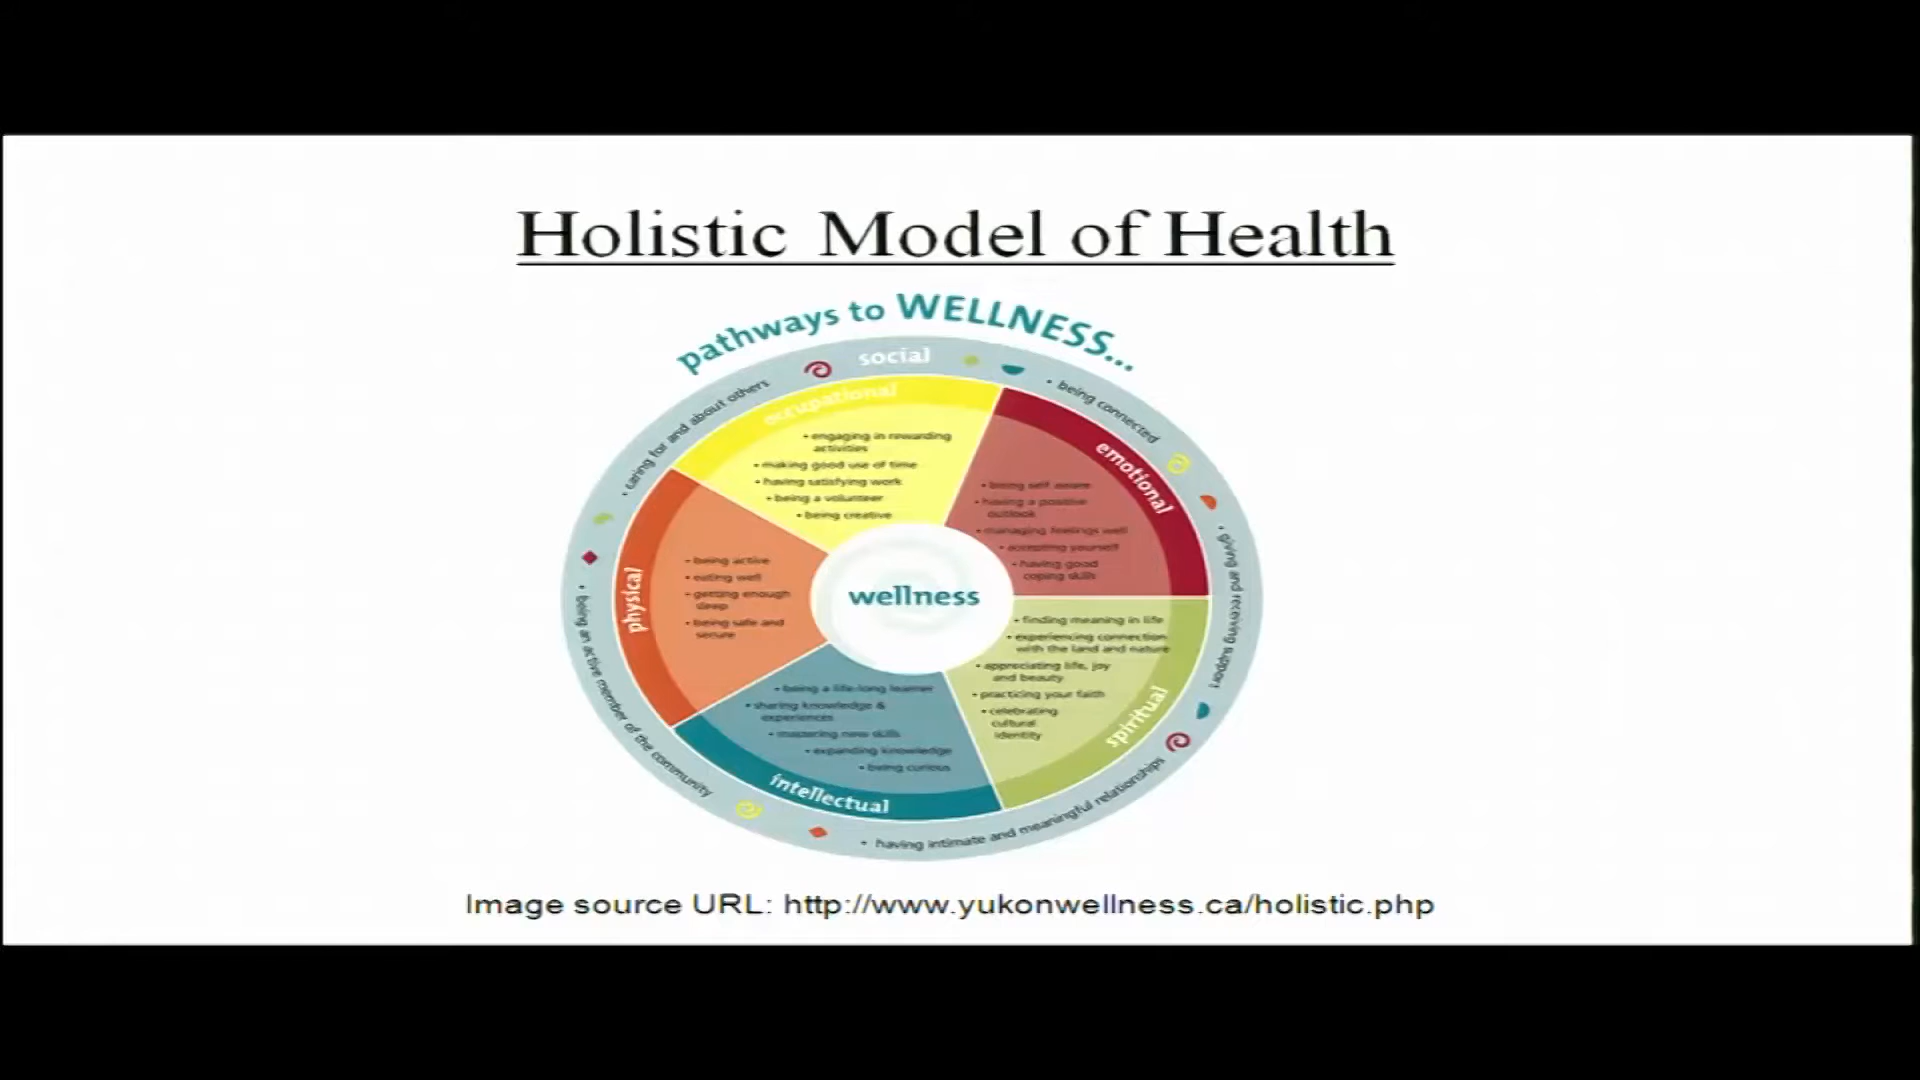 Holistic Model of Health
pathways to WELLNESS...
social
• being connected
• giving and receiving support
• having intimate and meaningful relationships
• being an active member of the community
• caring for and about others
occupational
• engaging in rewarding
activities
• making good use of time
• having satisfying work
• being a volunteer
• being creative
emotional
• being self aware
• having a positive
outlook
• managing feelings well
• accepting yourself
• having good
coping skills
spiritual
• finding meaning in life
• experiencing connection
with the land and nature
• appreciating life, joy
and beauty
• practicing your faith
• celebrating
cultural
identity
intellectual
• being a life-long learner
• sharing knowledge &
experiences
• mastering new skills
• expanding knowledge
• being curious
physical
• being active
• eating well
• getting enough
sleep
• being safe and
secure
wellness
Image source URL: http://www.yukonwellness.ca/holistic.php